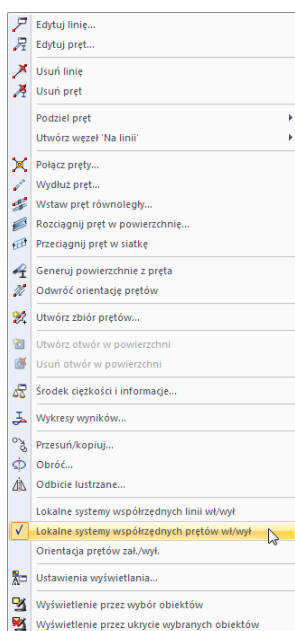 Edytuj linię...
Edytuj pręt...
Usuń linię
Usuń pręt
Podziel pręt
Utwórz węzeł 'Na linii'
Połącz pręty...
Wydłuż pręt...
Wstaw pręt równoległy...
Rozciągnij pręt w powierzchnię...
Przeciągnij pręt w siatkę
Generuj powierzchnie z pręta
Odwróć orientację prętów
Utwórz zbiór prętów...
Utwórz otwór w powierzchni
Usuń otwór w powierzchni
Środek ciężkości i informacje...
Wykresy wyników...
Przesuń/kopiuj...
Obróć...
Odbicie lustrzane...
Lokalne systemy współrzędnych linii wł/wył
Lokalne systemy współrzędnych prętów wł/wył
Orientacja prętów zał./wył.
Ustawienia wyświetlania...
Wyświetlenie przez wybór obiektów
Wyświetlenie przez ukrycie wybranych obiektów